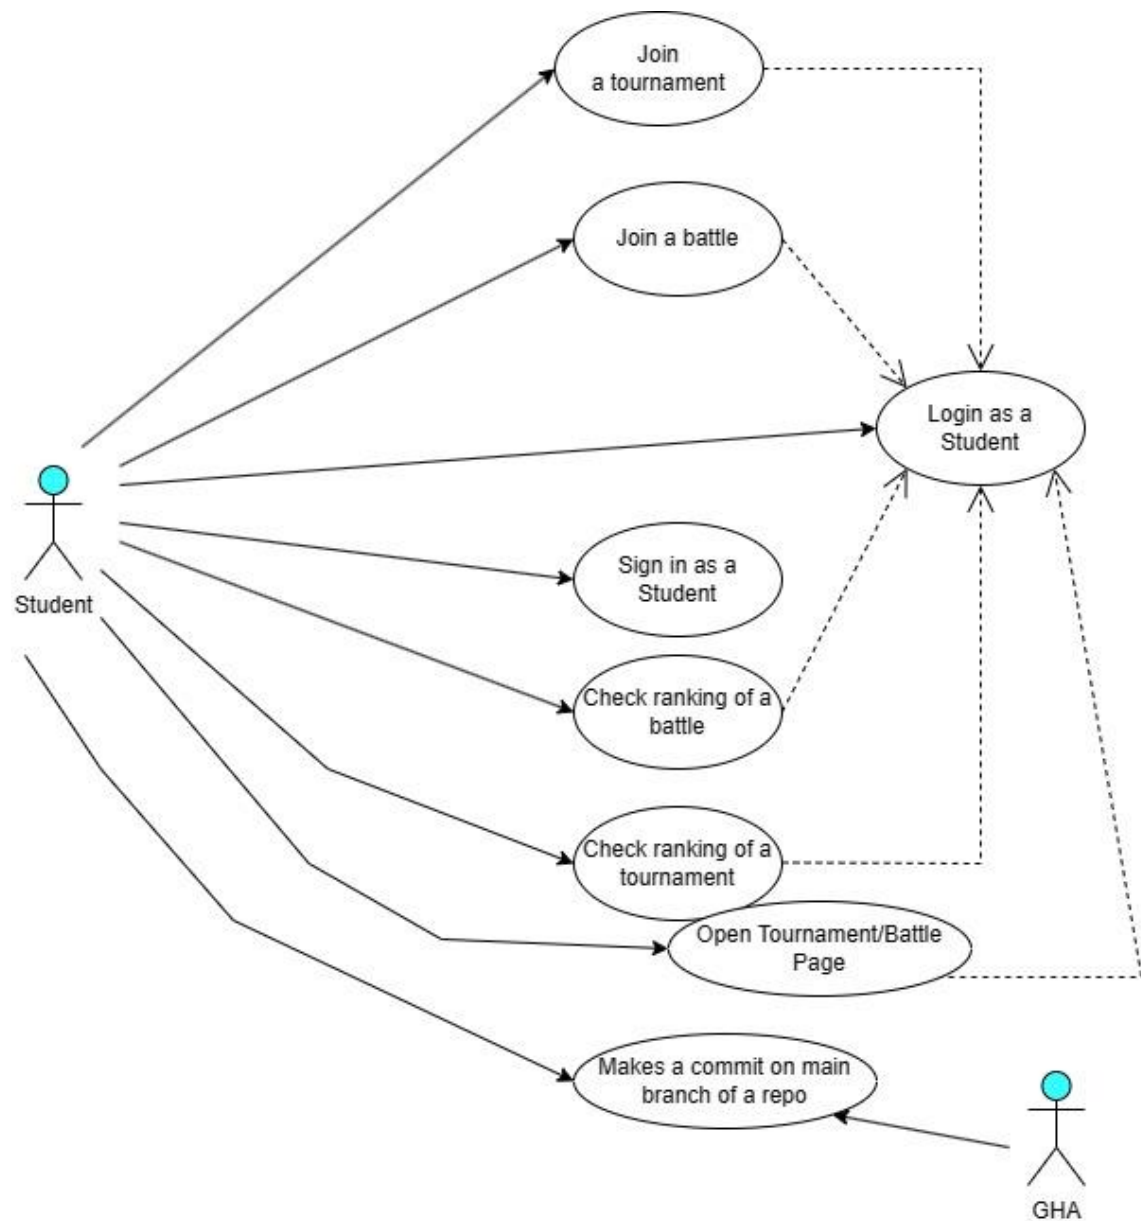 Join
a tournament
Join a battle
Login as a
Student
Sign in as a
Student
Student
Check ranking of a
battle
Check ranking of a
tournament
Open Tournament/Battle
Page
Makes a commit on main
branch of a repo
GHA